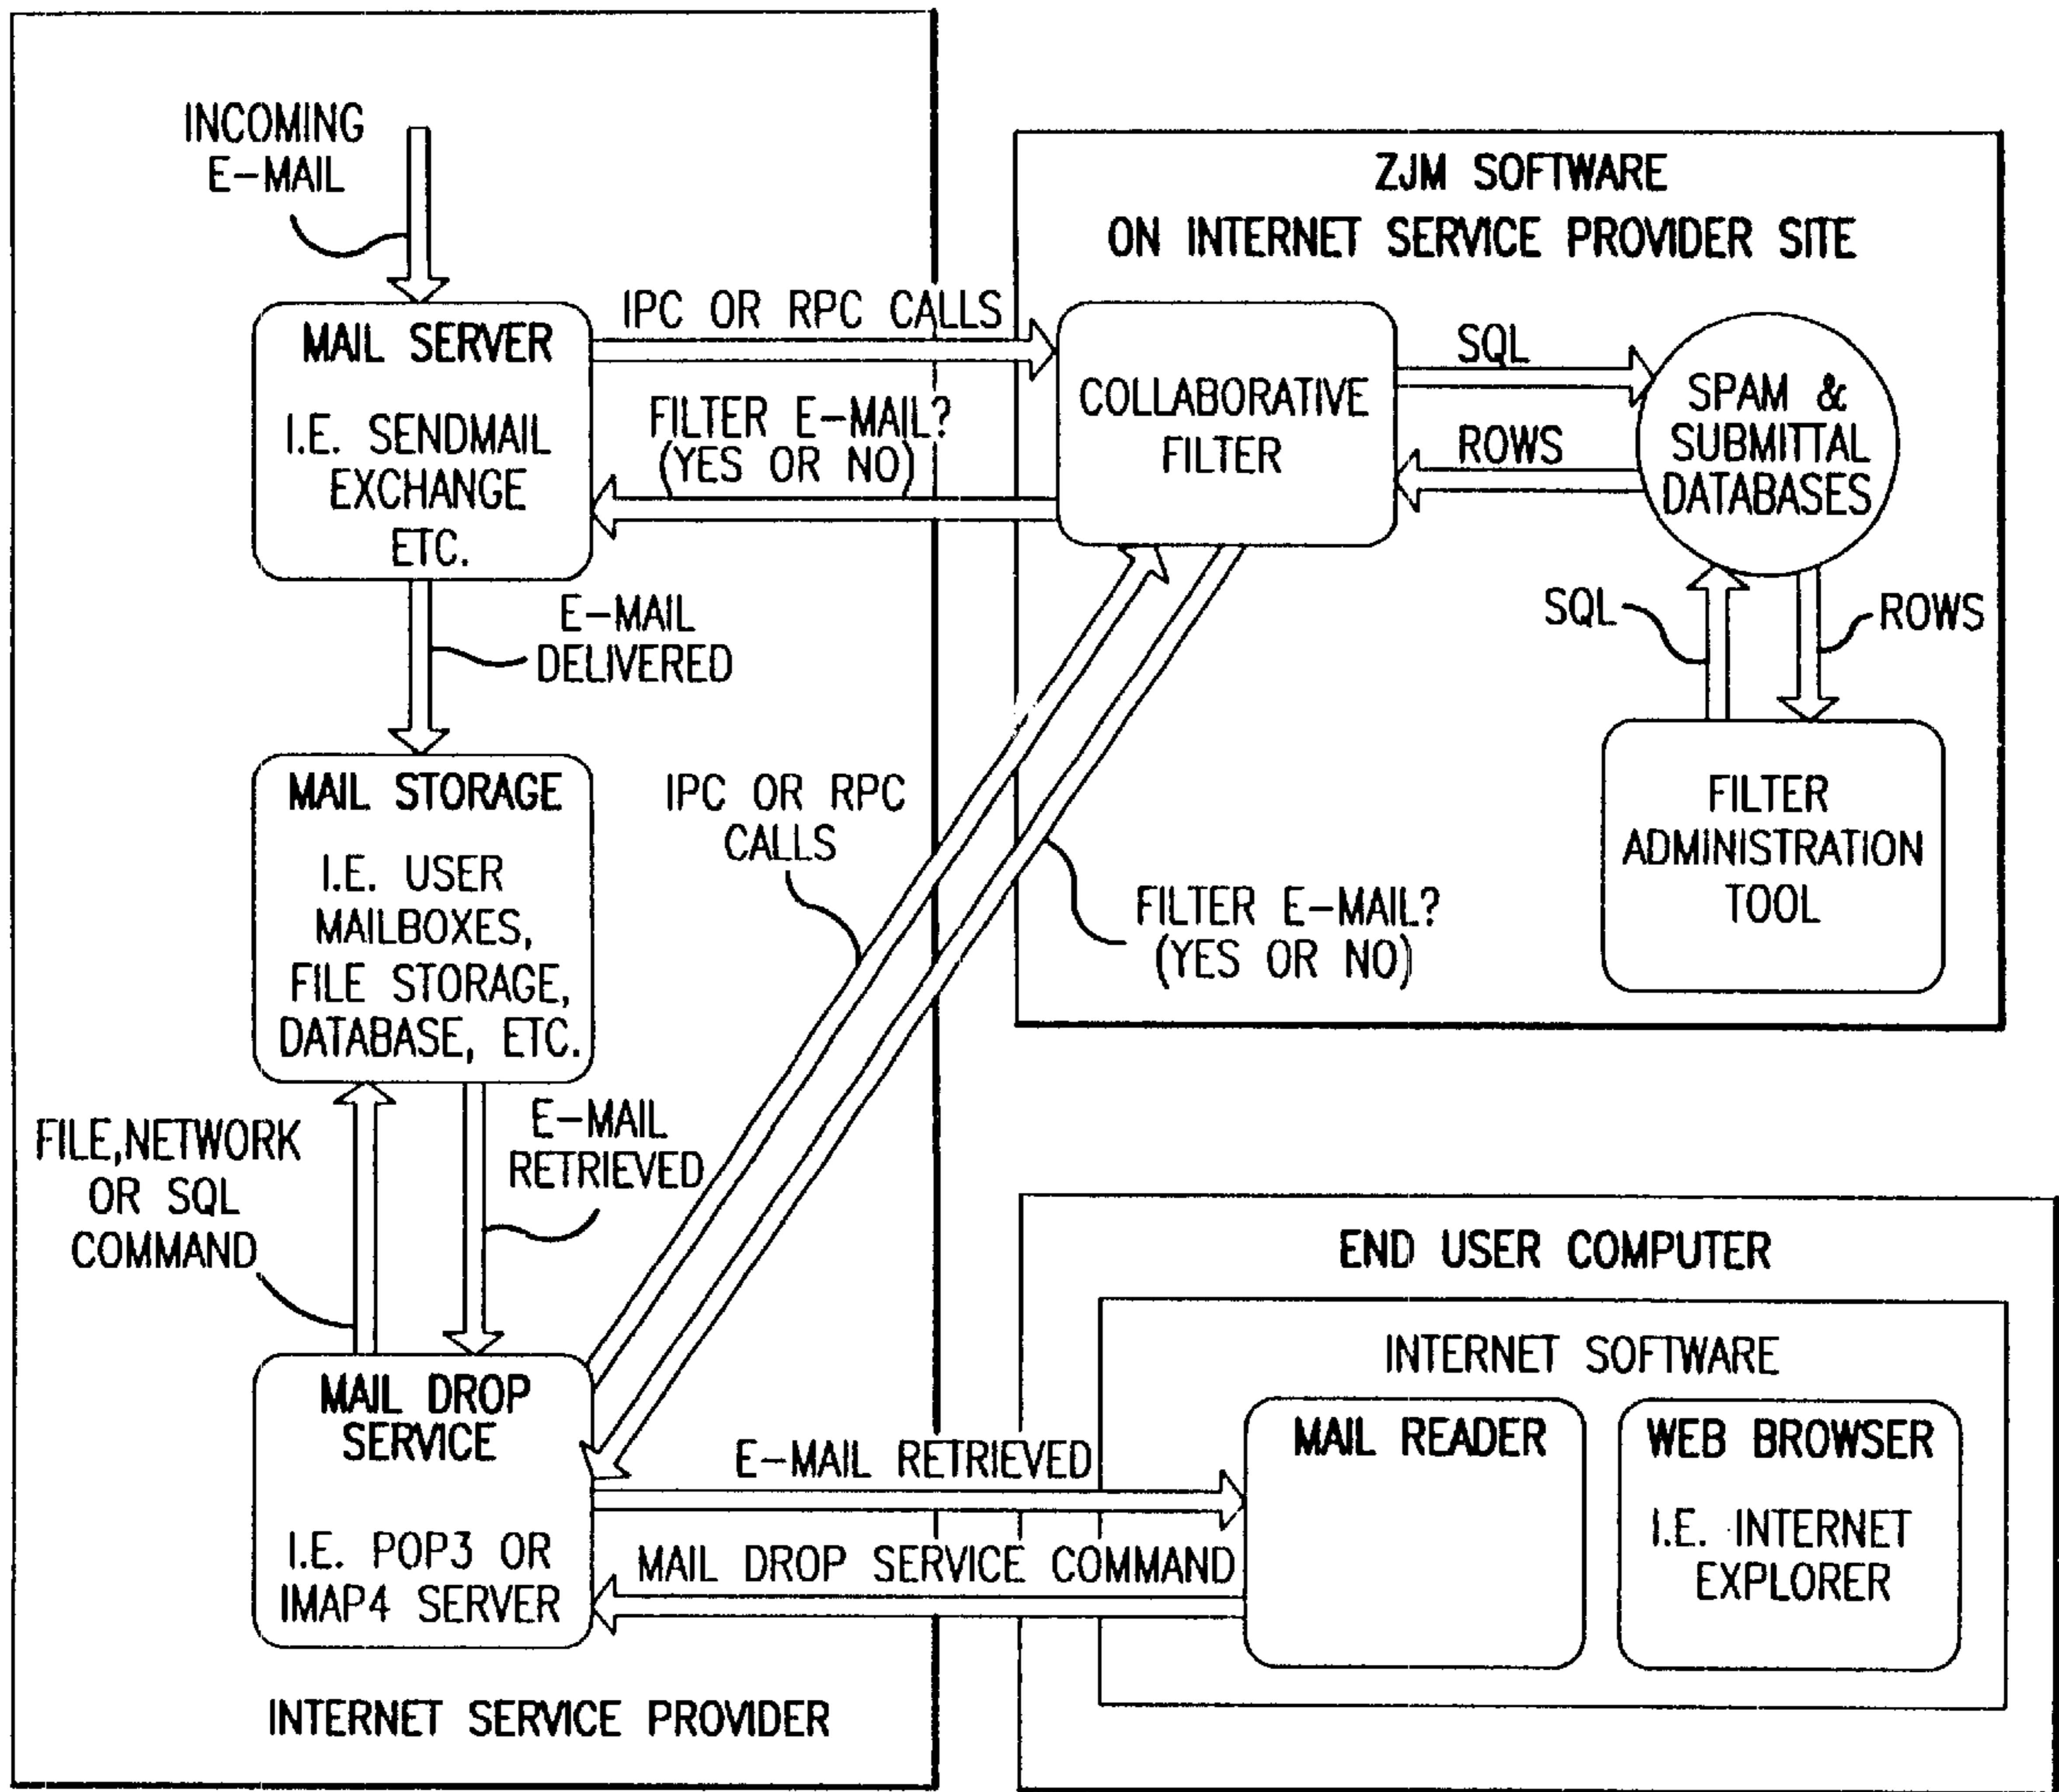 INCOMING
E-MAIL
MAIL SERVER
I.E. SENDMAIL
EXCHANGE
ETC.
IPC OR RPC CALLS
FILTER E-MAIL?
(YES OR NO)
E-MAIL
DELIVERED
MAIL STORAGE
I.E. USER
MAILBOXES,
FILE STORAGE,
DATABASE, ETC.
FILE,NETWORK
OR SQL
COMMAND
E-MAIL
RETRIEVED
MAIL DROP
SERVICE
I.E. POP3 OR
IMAP4 SERVER
INTERNET SERVICE PROVIDER
IPC OR RPC
CALLS
FILTER E-MAIL?
(YES OR NO)
ZJM SOFTWARE
ON INTERNET SERVICE PROVIDER SITE
COLLABORATIVE
FILTER
SQL
ROWS
SPAM &
SUBMITTAL
DATABASES
SQL
ROWS
FILTER
ADMINISTRATION
TOOL
E-MAIL RETRIEVED
MAIL DROP SERVICE COMMAND
END USER COMPUTER
INTERNET SOFTWARE
MAIL READER
WEB BROWSER
I.E. INTERNET
EXPLORER